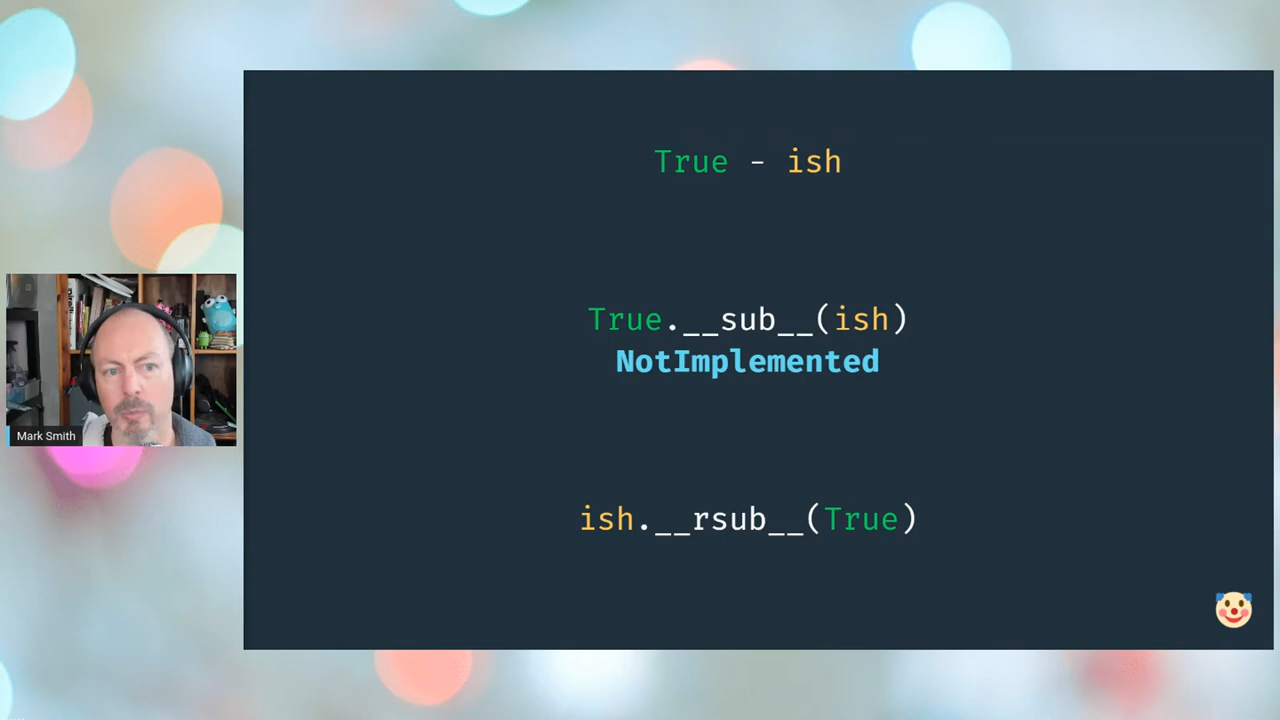 True - ish
True.__sub__(ish)
NotImplemented
Mark Smith
ish.__rsub__(True)